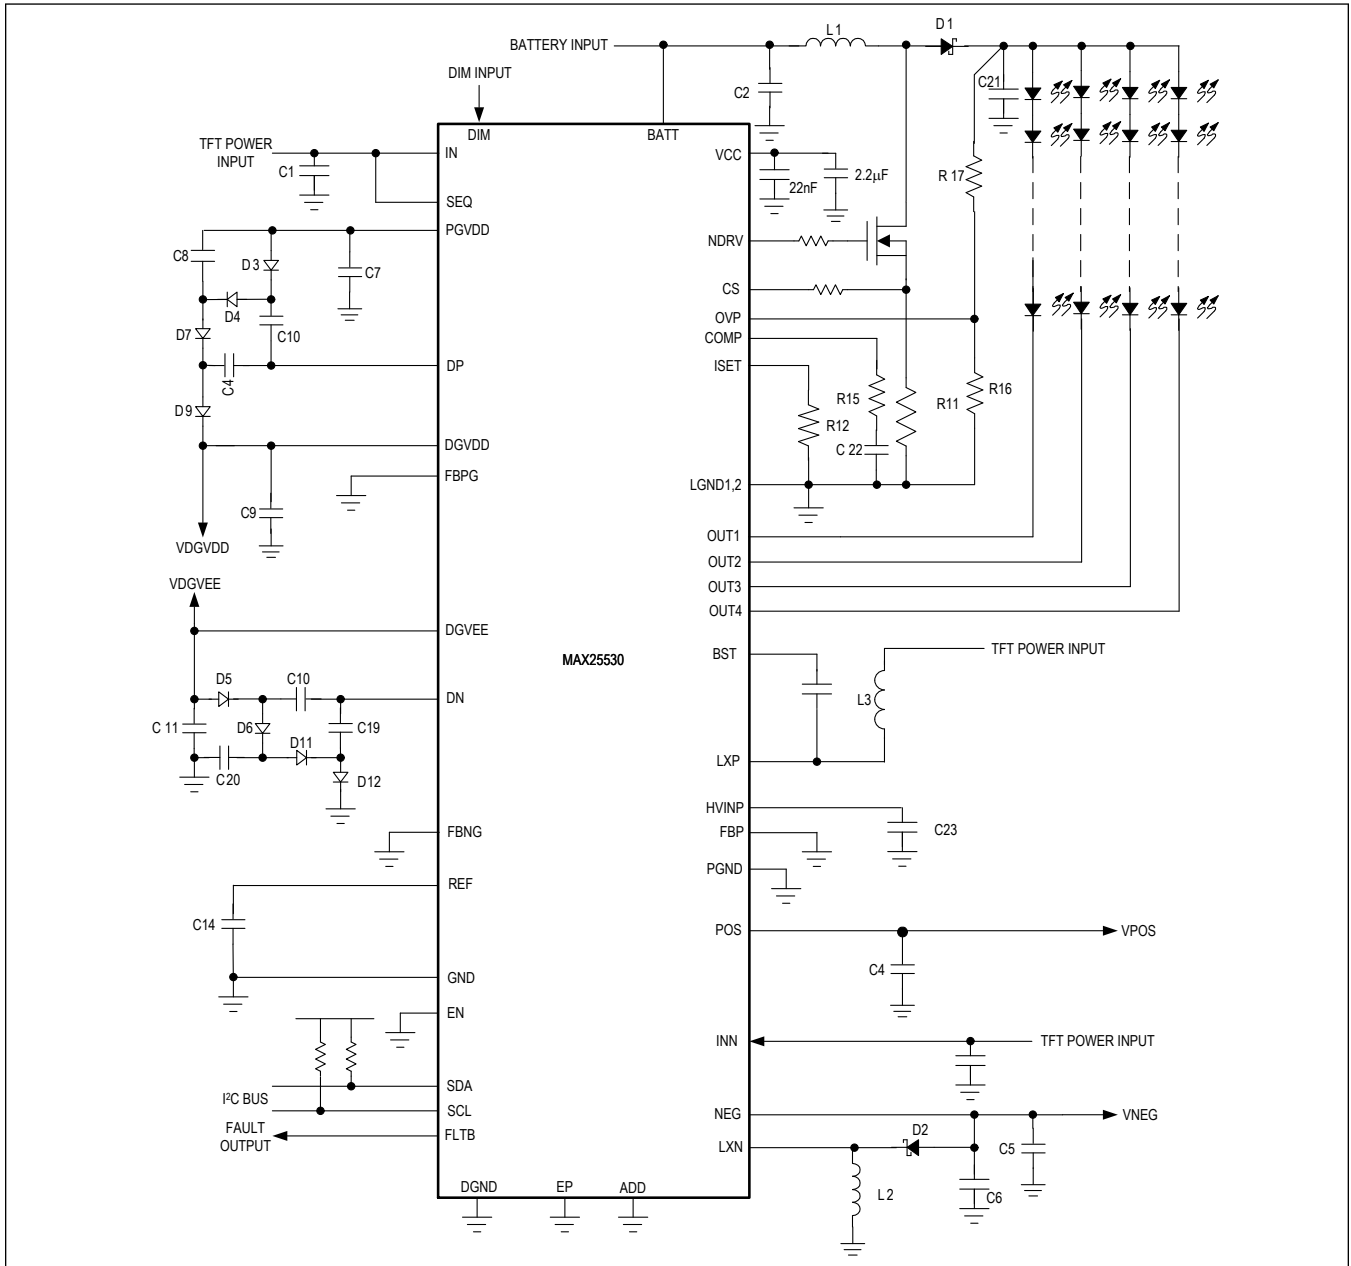 BATTERY INPUT
L1
D1
DIM INPUT
C2
C21
DIM
BATT
TFT POWER
INPUT
IN
C1
VCC
22nF
2.2µF
R 17
SEQ
PGVDD
C8
D3
C7
NDRV
D4
CS
C10
OVP
D7
COMP
DP
ISET
C4
R15
R11
R16
D9
R12
C 22
DGVDD
FBPG
LGND1,2
C9
VDGVDD
OUT1
OUT2
VDGVEE
OUT3
OUT4
DGVEE
MAX25530
BST
TFT POWER INPUT
D5
C10
DN
L3
C 11
D6
C19
D11
C20
D12
LXP
HVINP
C23
FBNG
FBP
PGND
REF
C14
POS
VPOS
C4
GND
EN
INN
TFT POWER INPUT
SDA
I²C BUS
SCL
NEG
VNEG
FAULT
OUTPUT
FLTB
D2
LXN
C5
DGND
EP
ADD
L2
C6